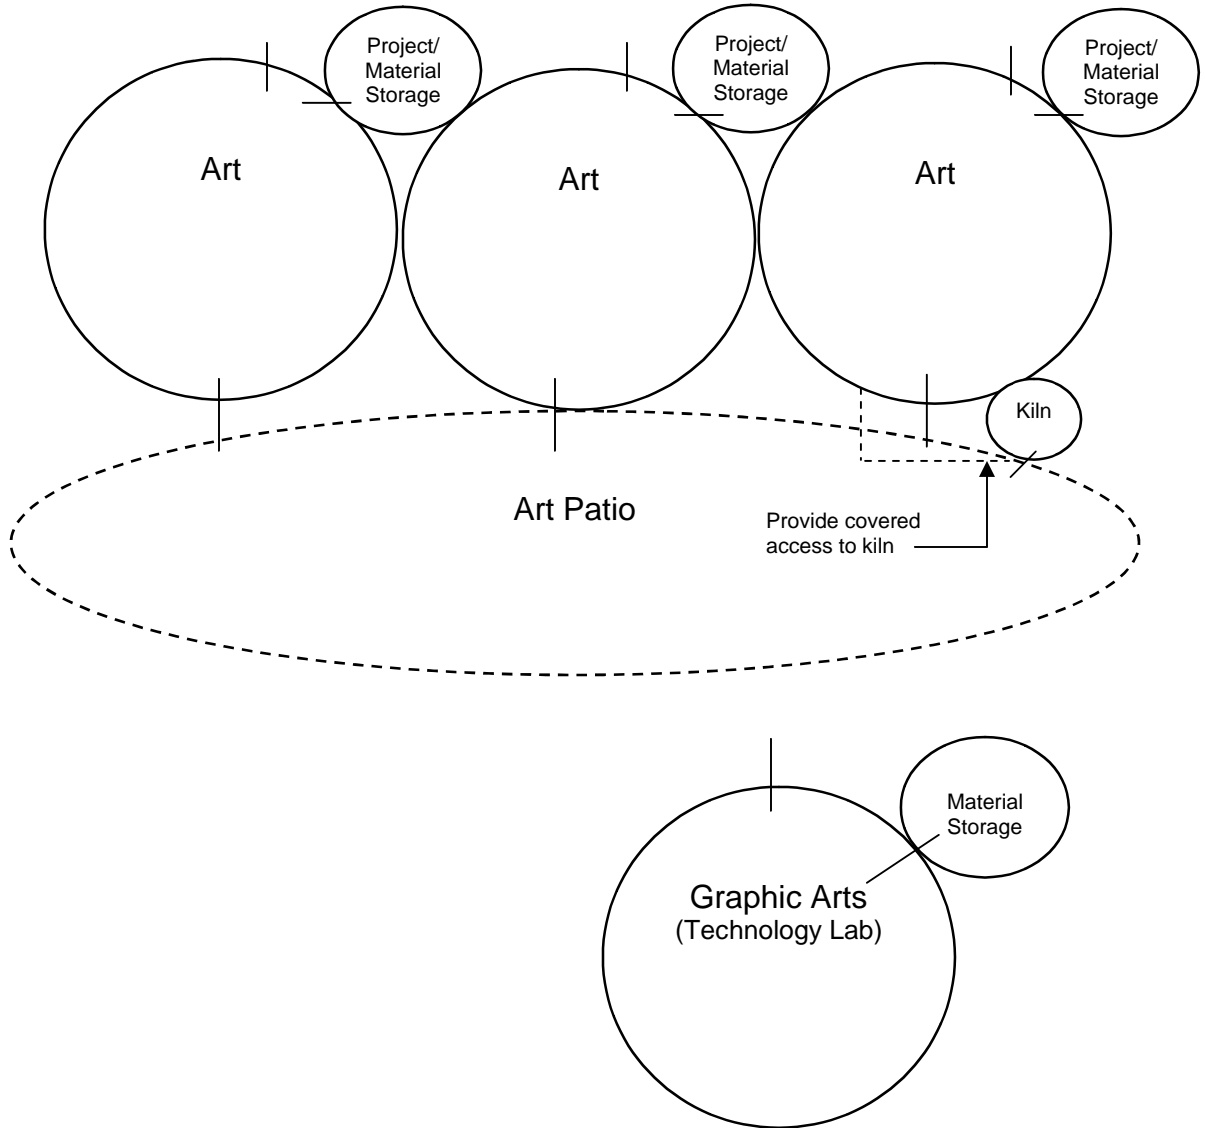 Project/
Material
Storage
Project/
Material
Storage
Project/
Material
Storage
Art
Art
Art
Kiln
Art Patio
Provide covered
access to kiln
Material
Storage
Graphic Arts
(Technology Lab)